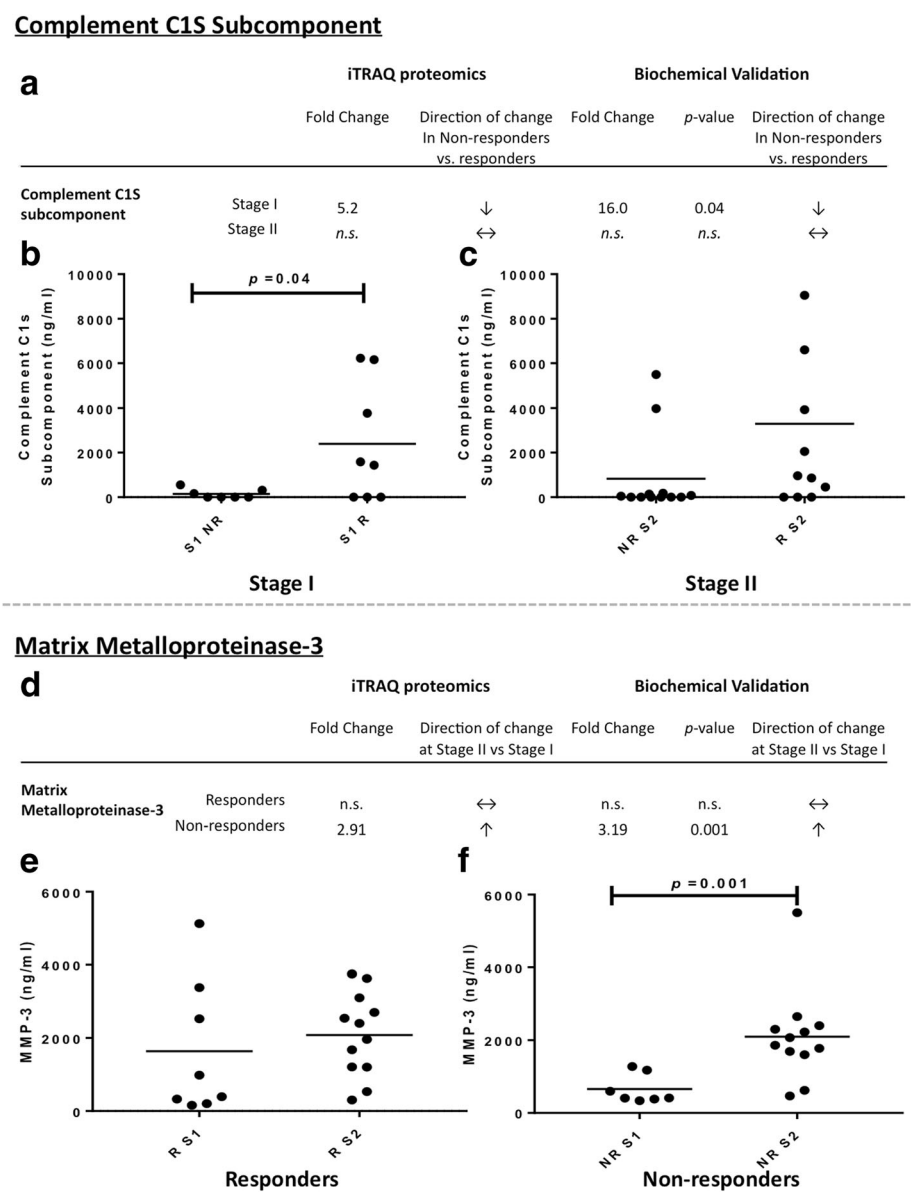 Complement C1S Subcomponent
a
iTRAQ proteomics Biochemical Validation
Fold Change Direction of change Fold Change p-value Direction of change
In Non-responders In Non-responders
vs. responders vs. responders
Complement C1S
subcomponent
Stage I 5.2 ↓ 16.0 0.04 ↓
Stage II n.s. ↔ n.s. n.s. ↔
b
p =0.04
Complement C1s
Subcomponent (ng/ml)
10000
8000
6000
4000
2000
0
S1 NR
S1 R
Stage I
c
Complement C1s
Subcomponent (ng/ml)
10000
8000
6000
4000
2000
0
NR S2
R S2
Stage II
Matrix Metalloproteinase-3
d
iTRAQ proteomics Biochemical Validation
Fold Change Direction of change Fold Change p-value Direction of change
at Stage II vs Stage I at Stage II vs Stage I
Matrix
Metalloproteinase-3
Responders n.s. ↔ n.s. n.s. ↔
Non-responders 2.91 ↑ 3.19 0.001 ↑
e
MMP-3 (ng/ml)
6000
4000
2000
0
R S1
R S2
Responders
f
p =0.001
MMP-3 (ng/ml)
6000
4000
2000
0
NR S1
NR S2
Non-responders